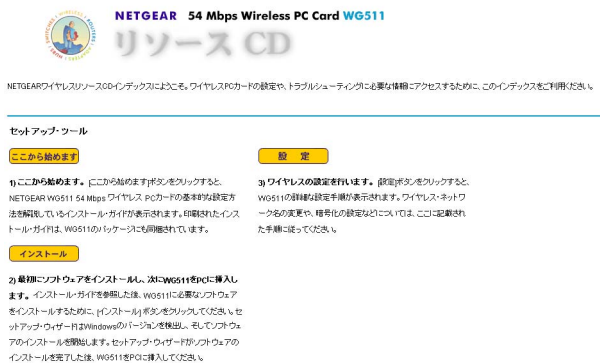 NETGEAR 54 Mbps Wireless PC Card WG511
リソース CD
NETGEARワイヤレスリソースCDインデックスにようこそ。ワイヤレスPCカードの設定や、トラブルシューティングに必要な情報にアクセスするために、このインデックスをご利用ください。
セットアップ・ツール
ここから始めます
1) ここから始めます。 [ここから始めます]ボタンをクリックすると、
NETGEAR WG511 54 Mbps ワイヤレス PCカードの基本的な設定方
法を解説しているインストール・ガイドが表示されます。印刷されたインス
トール・ガイドは、WG511のパッケージにも同梱されています。
インストール
2) 最初にソフトウェアをインストールし、次にWG511をPCに挿入し
ます。 インストール・ガイドを参照した後、WG511に必要なソフトウェア
をインストールするために、[インストール] ボタンをクリックしてください。セ
ットアップ・ウィザードはWindowsのバージョンを検出し、そしてソフトウェ
アのインストールを開始します。セットアップ・ウィザードがソフトウェアの
インストールを完了した後、WG511をPCに挿入してください。
設 定
3) ワイヤレスの設定を行います。 [設定]ボタンをクリックすると、
WG511の詳細な設定手順が表示されます。ワイヤレス・ネットワ
ーク名の変更や、暗号化の設定などについては、ここに記載され
た手順に従ってください。